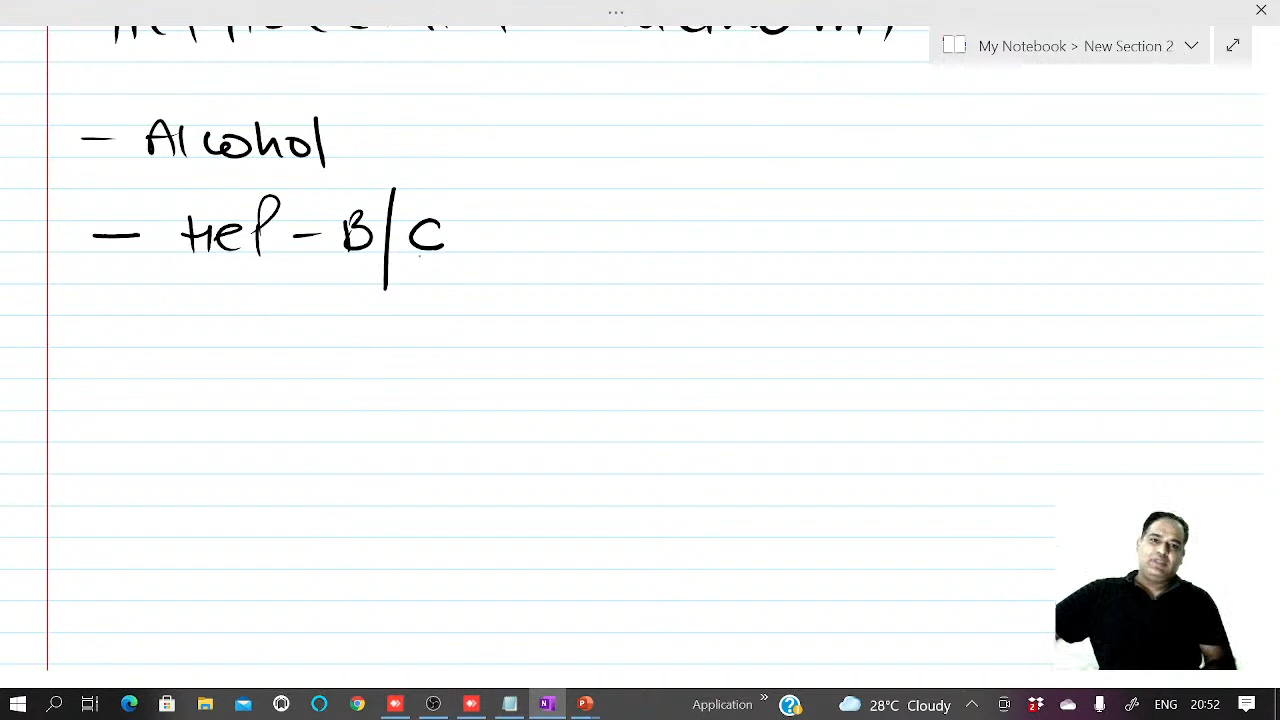 My Notebook > New Section 2
- Alcohol
- Hep - B/C
Application
28°C Cloudy
ENG
20:52